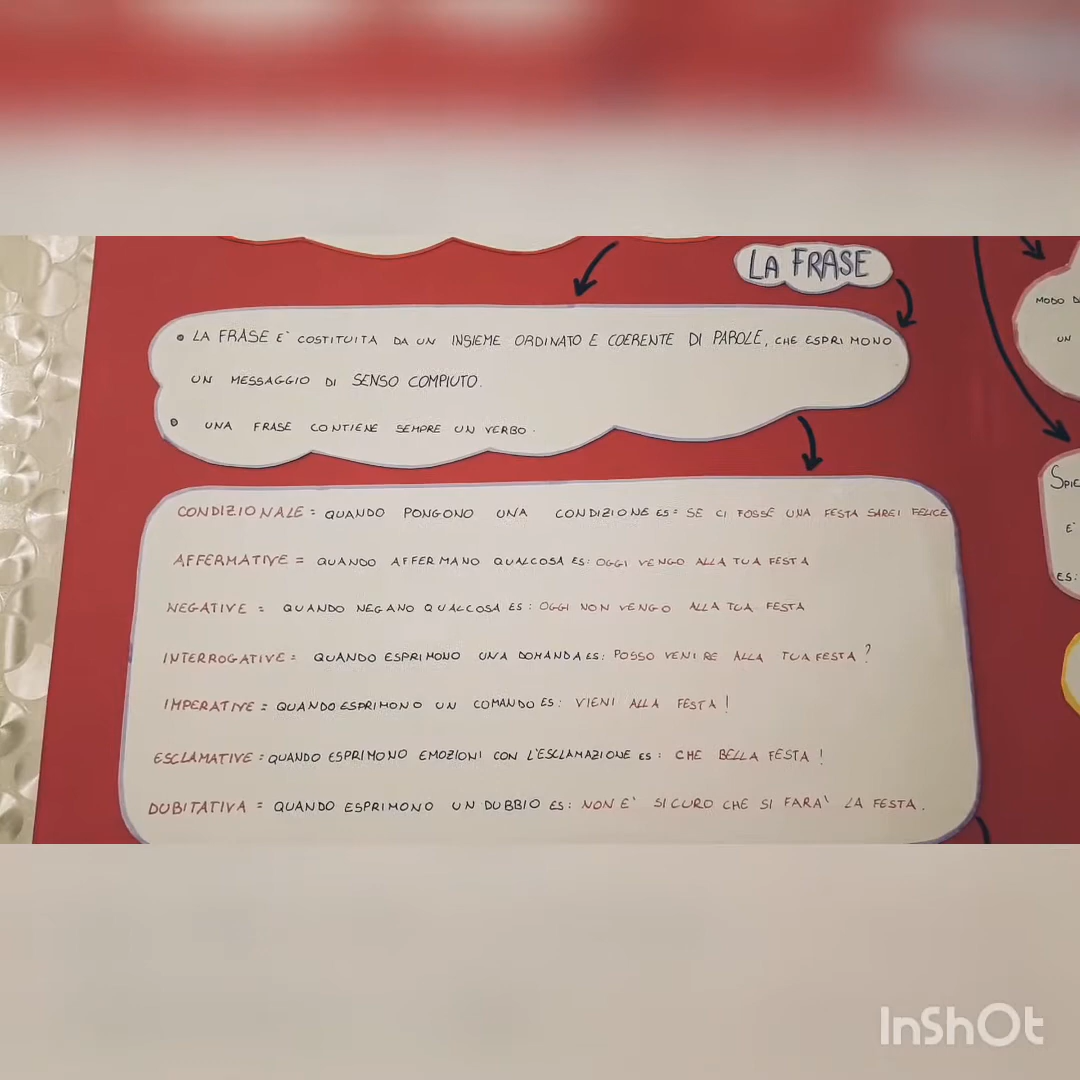 LA FRASE
• LA FRASE E' COSTITUITA DA UN INSIEME ORDINATO E COERENTE DI PAROLE, CHE ESPRIMONO
UN MESSAGGIO DI SENSO COMPIUTO.
• UNA FRASE CONTIENE SEMPRE UN VERBO.
CONDIZIONALE = QUANDO PONGONO UNA CONDIZIONE ES= SE CI FOSSE UNA FESTA SAREI FELICE
AFFERMATIVE = QUANDO AFFERMANO QUALCOSA ES: OGGI VENGO ALLA TUA FESTA
NEGATIVE = QUANDO NEGANO QUALCOSA ES: OGGI NON VENGO ALLA TUA FESTA
INTERROGATIVE = QUANDO ESPRIMONO UNA DOMANDA ES: POSSO VENIRE ALLA TUA FESTA?
IMPERATIVE = QUANDO ESPRIMONO UN COMANDO ES: VIENI ALLA FESTA!
ESCLAMATIVE = QUANDO ESPRIMONO EMOZIONI CON L'ESCLAMAZIONE ES: CHE BELLA FESTA!
DUBITATIVA = QUANDO ESPRIMONO UN DUBBIO ES: NON E' SICURO CHE SI FARA' LA FESTA.
MODO
UN
E'
ES:
InShOt